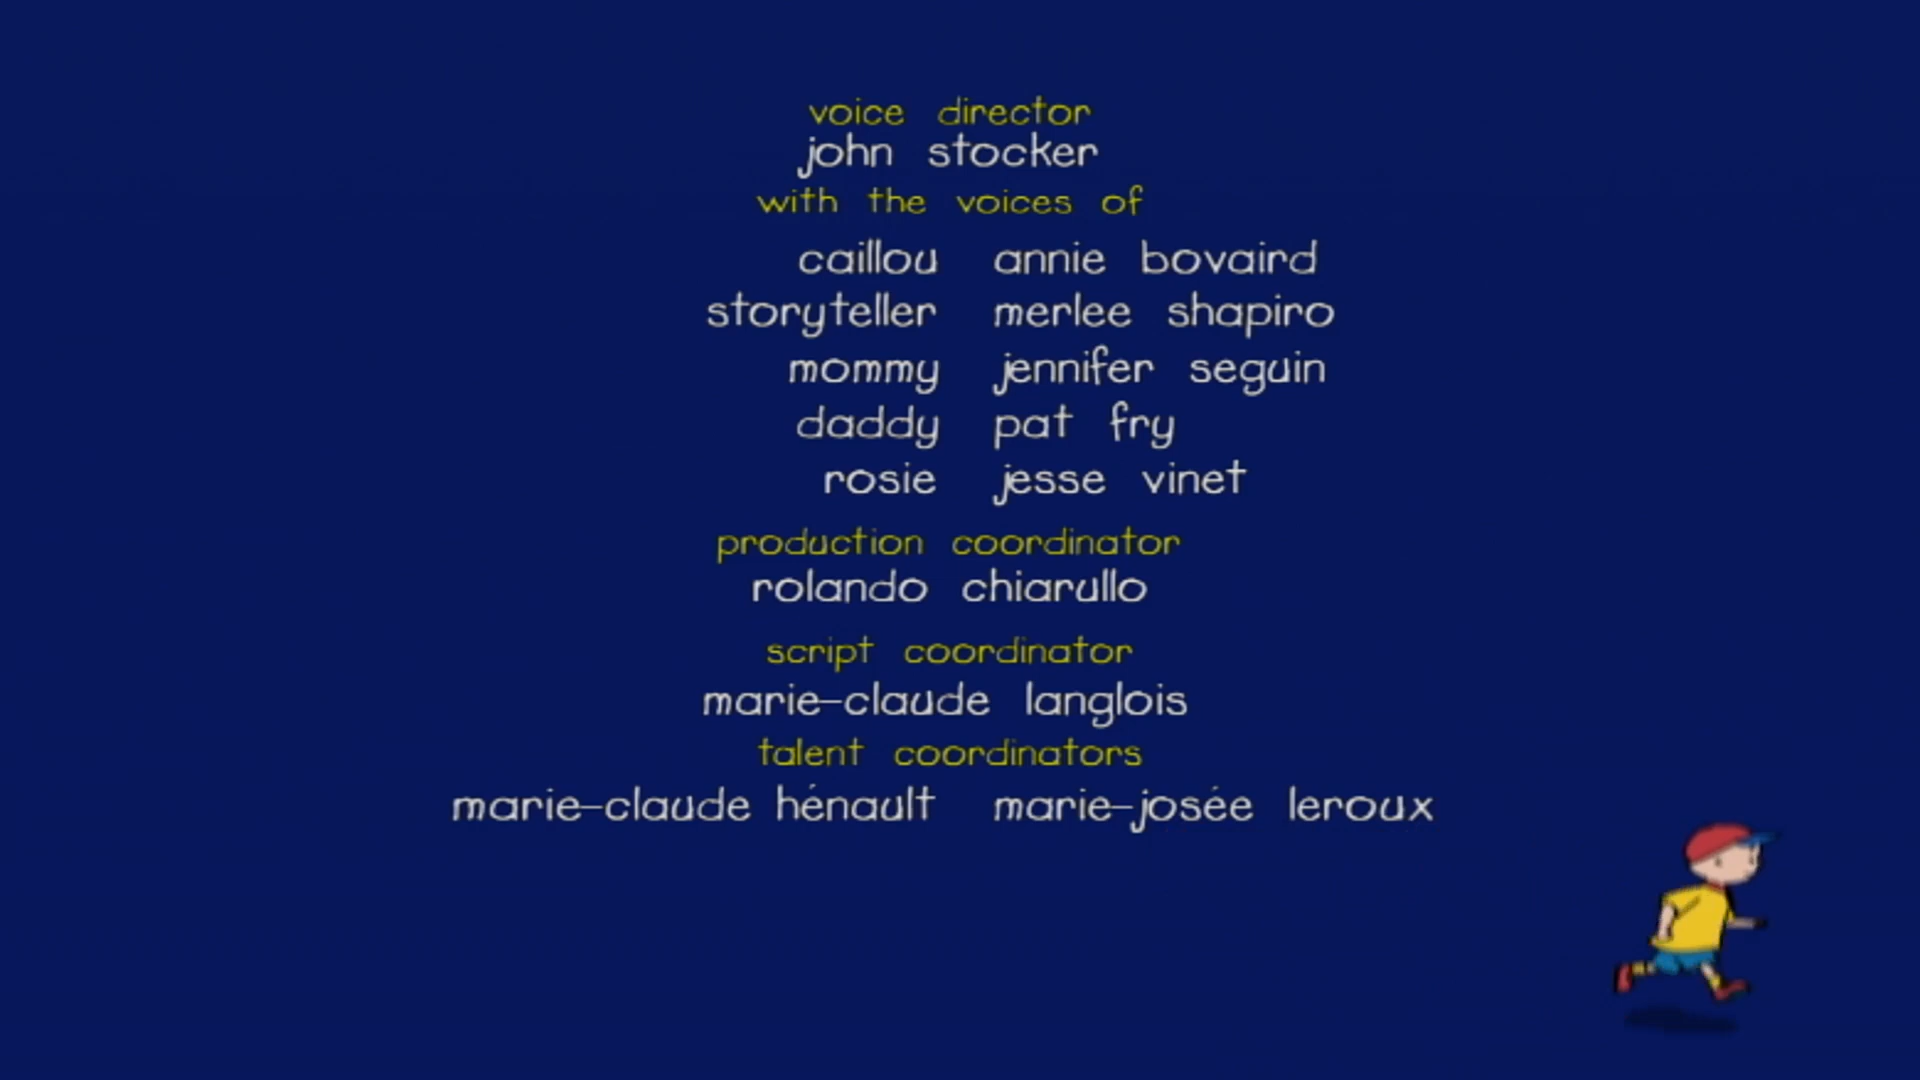 voice director
john stocker
with the voices of
caillou annie bovaird
storyteller merlee shapiro
mommy jennifer seguin
daddy pat fry
rosie jesse vinet
production coordinator
rolando chiarullo
script coordinator
marie-claude langlois
talent coordinators
marie-claude hénault marie-josée leroux